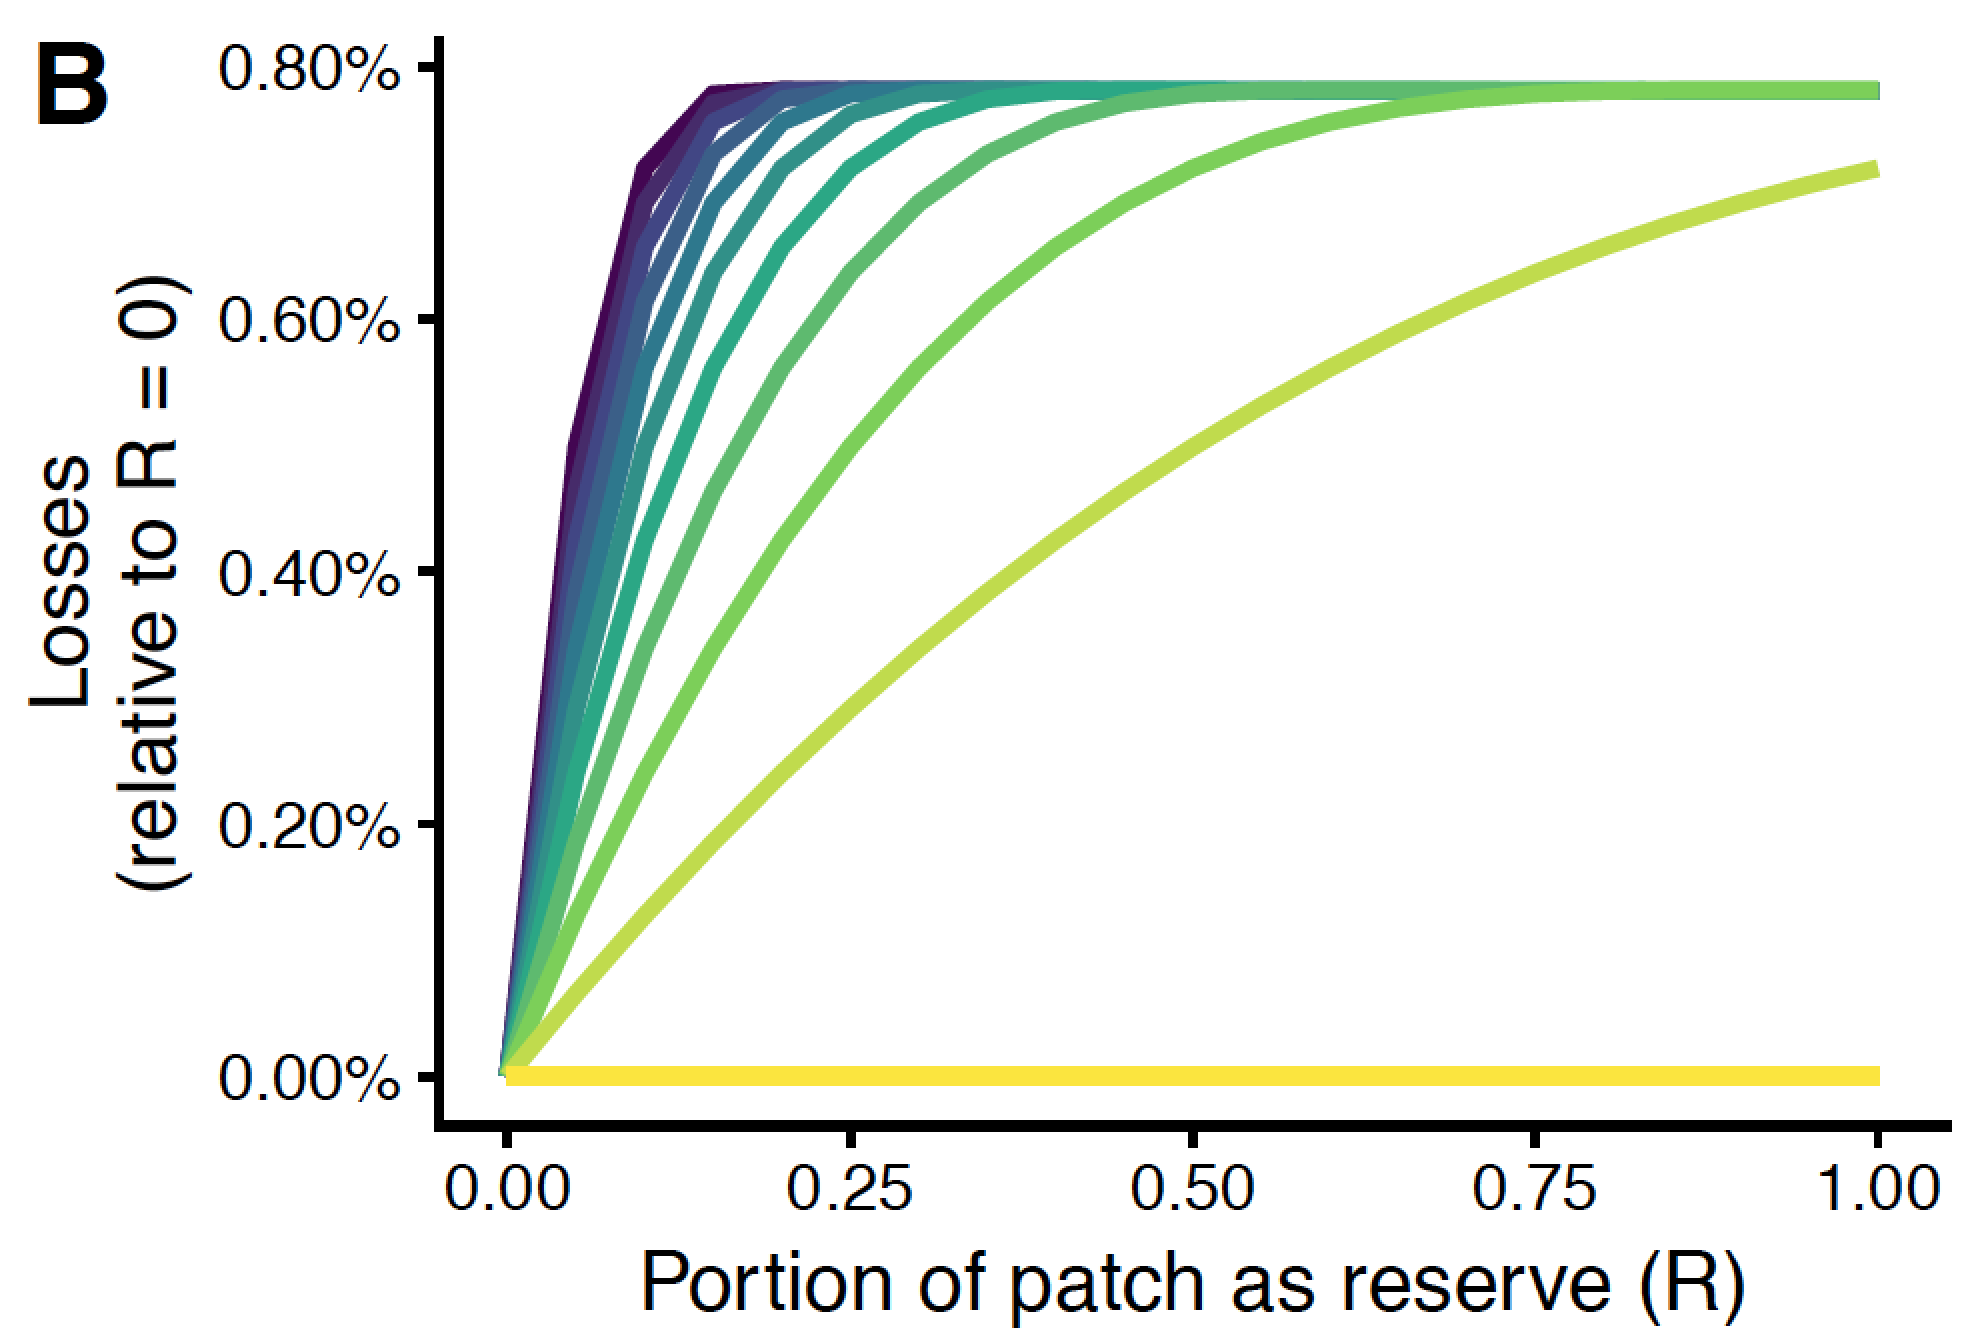 B
Losses
(relative to R = 0)
0.80%
0.60%
0.40%
0.20%
0.00%
0.00 0.25 0.50 0.75 1.00
Portion of patch as reserve (R)